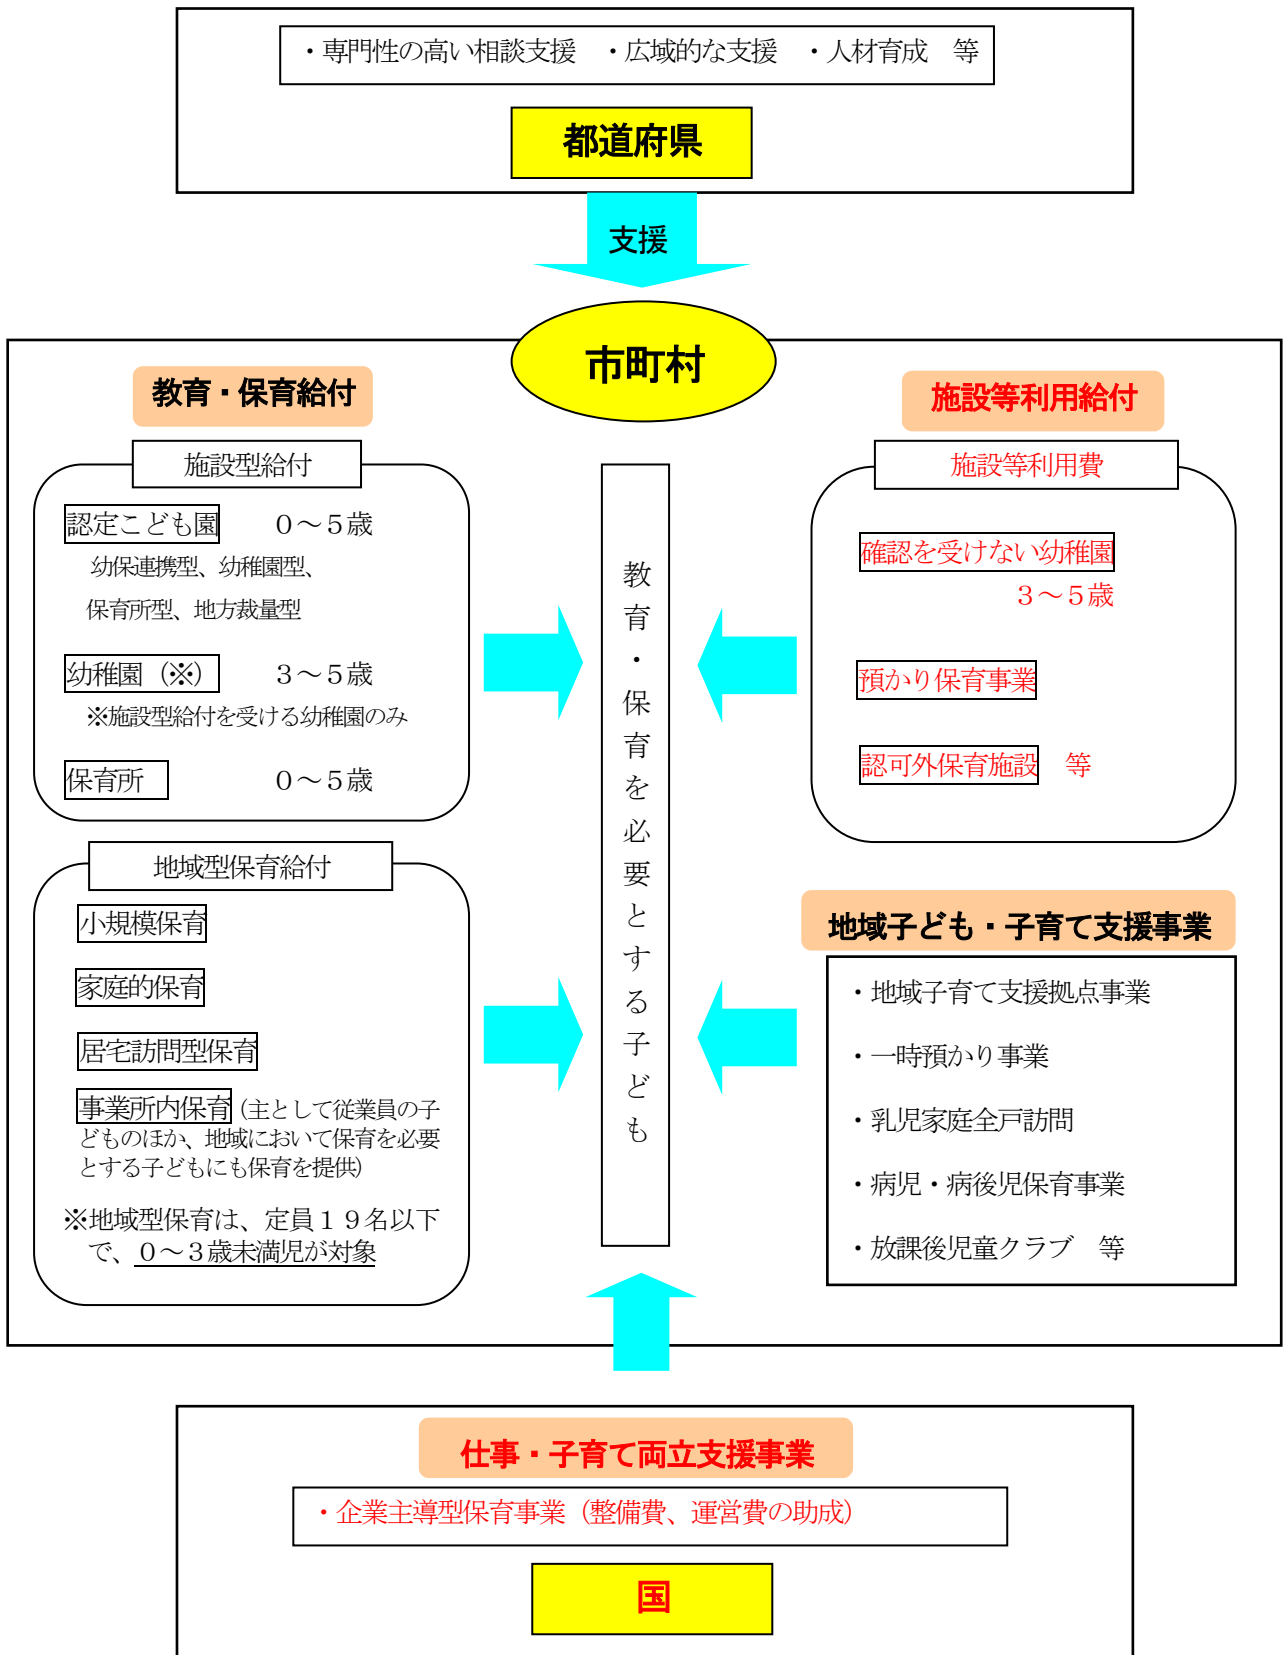 ・専門性の高い相談支援　・広域的な支援　・人材育成　等
都道府県
支援
市町村
教育・保育給付
施設型給付
認定こども園　０～５歳
幼保連携型、幼稚園型、
保育所型、地方裁量型
幼稚園（※）　３～５歳
※施設型給付を受ける幼稚園のみ
保育所　０～５歳
地域型保育給付
小規模保育
家庭的保育
居宅訪問型保育
事業所内保育（主として従業員の子
どものほか、地域において保育を必要
とする子どもにも保育を提供）
※地域型保育は、定員１９名以下
で、０～３歳未満児が対象
教育・保育を必要とする子ども
施設等利用給付
施設等利用費
確認を受けない幼稚園
３～５歳
預かり保育事業
認可外保育施設　等
地域子ども・子育て支援事業
・地域子育て支援拠点事業
・一時預かり事業
・乳児家庭全戸訪問
・病児・病後児保育事業
・放課後児童クラブ　等
仕事・子育て両立支援事業
・企業主導型保育事業（整備費、運営費の助成）
国